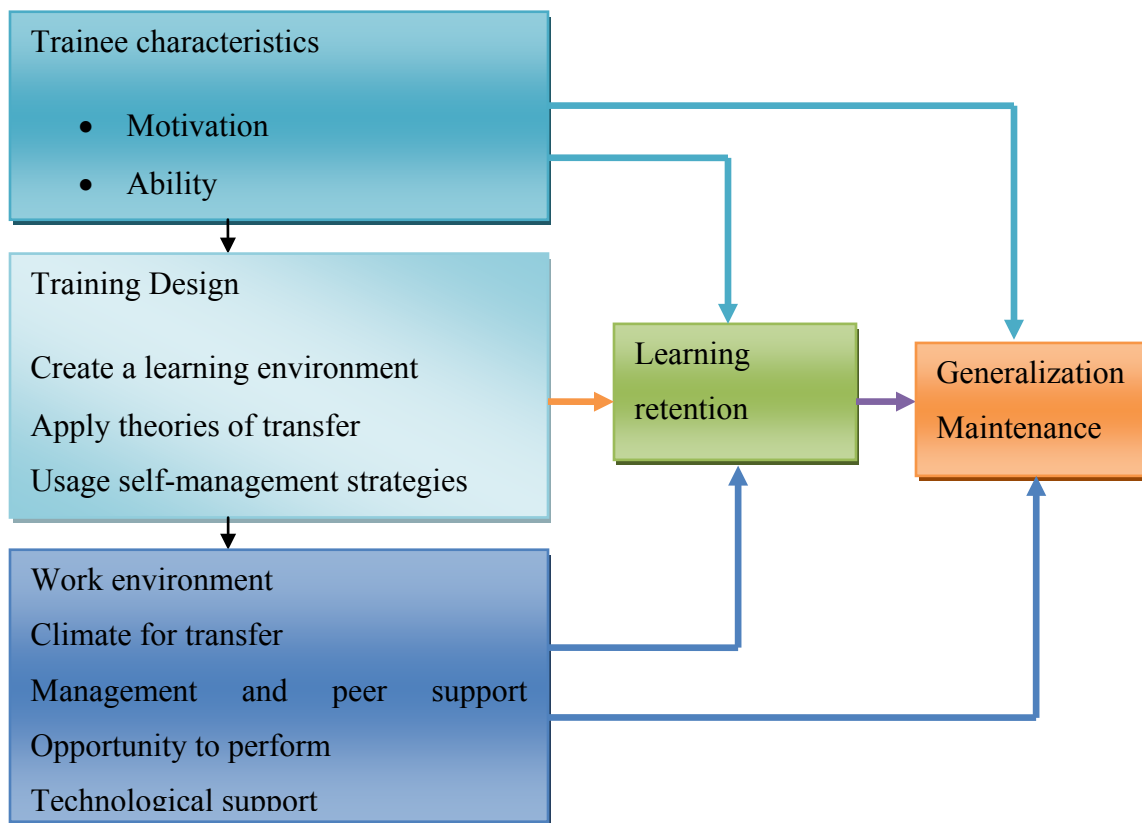 Trainee characteristics
• Motivation
• Ability
Training Design
Create a learning environment
Apply theories of transfer
Usage self-management strategies
Learning
retention
Generalization
Maintenance
Work environment
Climate for transfer
Management and peer support
Opportunity to perform
Technological support